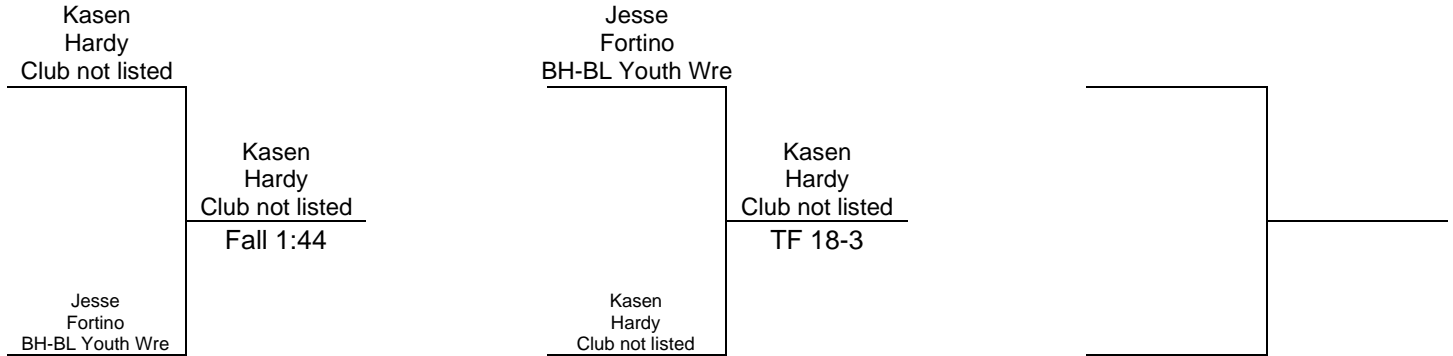 Kasen
Hardy
Club not listed
Jesse
Fortino
BH-BL Youth Wre
Kasen
Hardy
Club not listed
Fall 1:44
Jesse
Fortino
BH-BL Youth Wre
Kasen
Hardy
Club not listed
TF 18-3
Kasen
Hardy
Club not listed